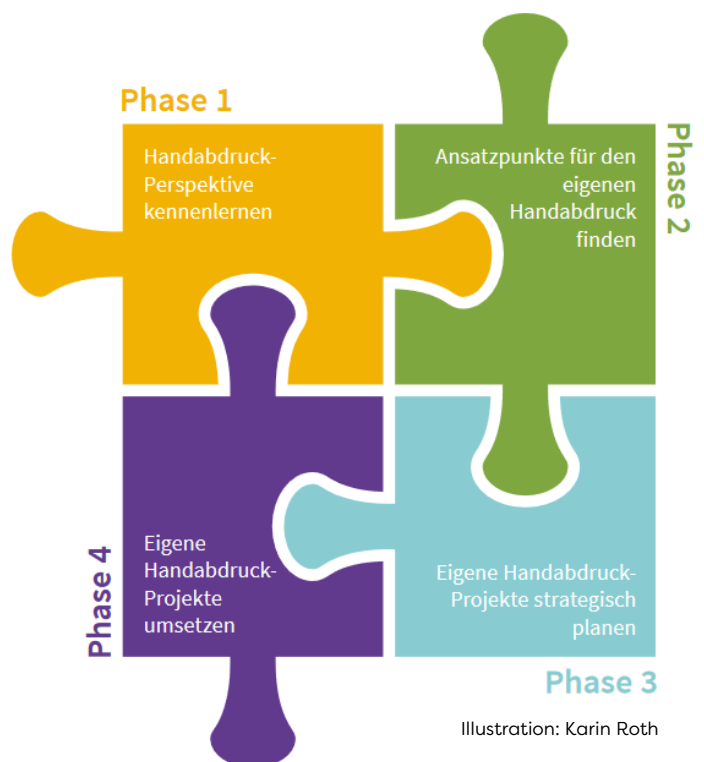 Phase 1
Handabdruck-
Perspektive
kennenlernen
Phase 2
Ansatzpunkte für den
eigenen
Handabdruck
finden
Phase 3
Eigene Handabdruck-
Projekte strategisch
planen
Phase 4
Eigene
Handabdruck-
Projekte
umsetzen
Illustration: Karin Roth